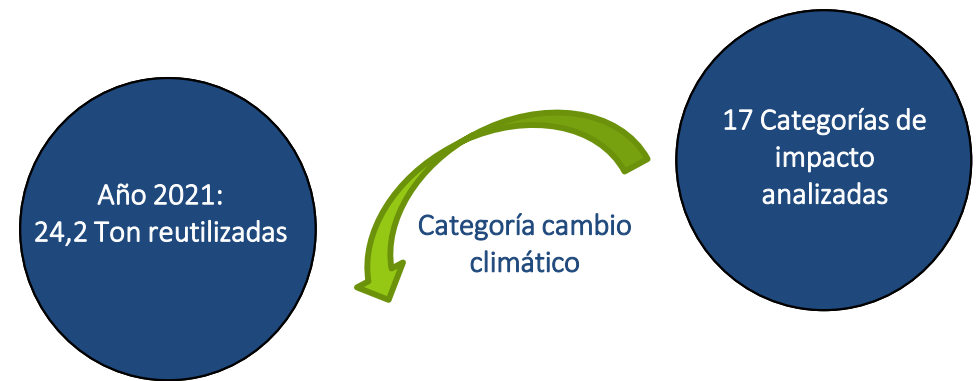 Año 2021:
24,2 Ton reutilizadas
Categoría cambio
climático
17 Categorías de
impacto
analizadas